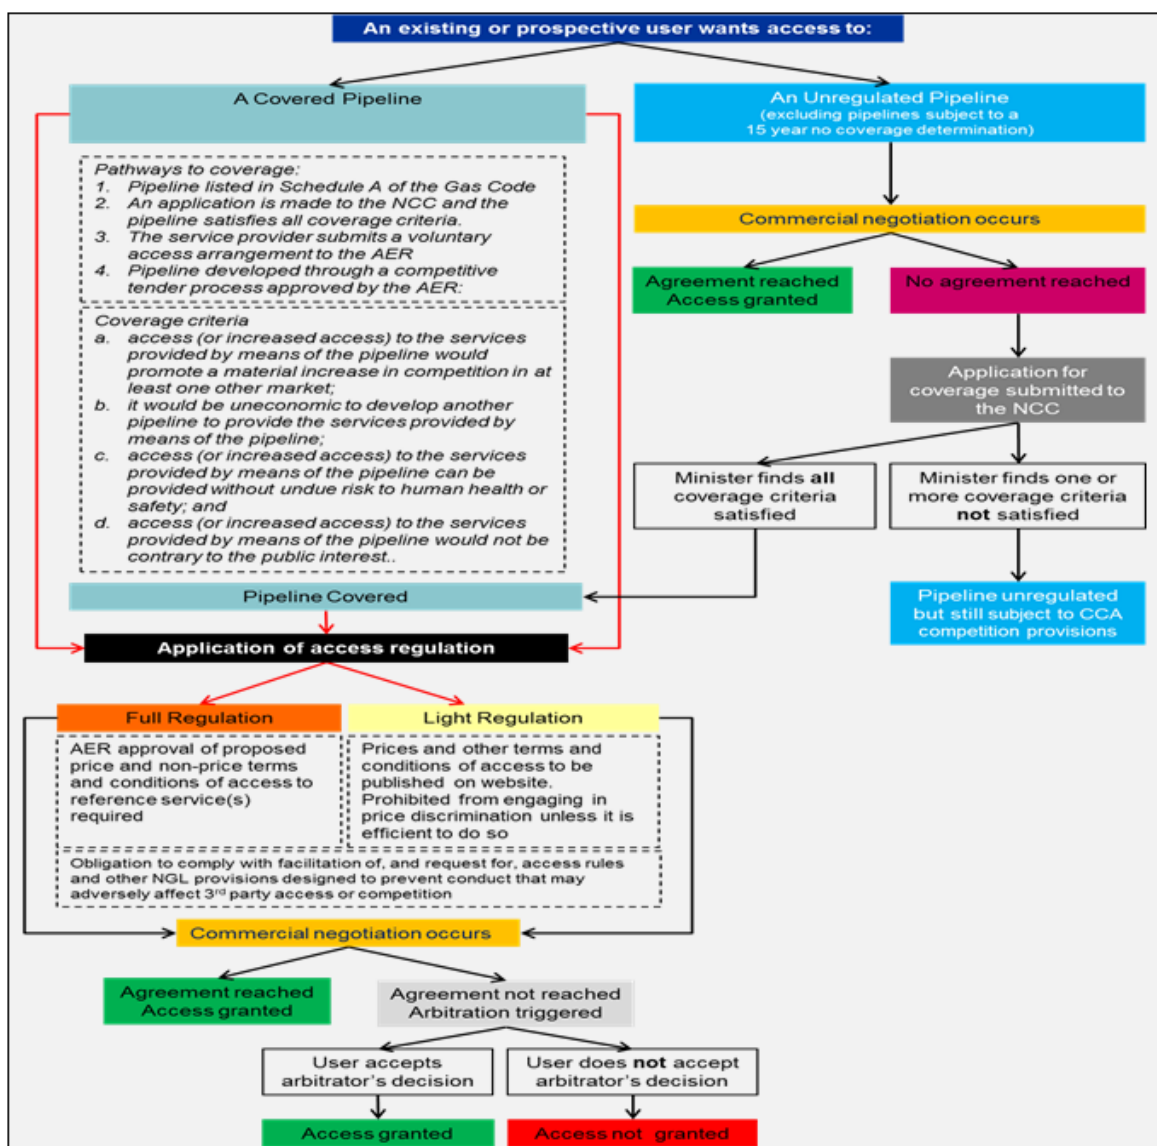 An existing or prospective user wants access to:
A Covered Pipeline
An Unregulated Pipeline
(excluding pipelines subject to a
15 year no coverage determination)
Pathways to coverage:
1. Pipeline listed in Schedule A of the Gas Code
2. An application is made to the NCC and the
pipeline satisfies all coverage criteria.
3. The service provider submits a voluntary
access arrangement to the AER
4. Pipeline developed through a competitive
tender process approved by the AER:
Commercial negotiation occurs
Agreement reached
Access granted
No agreement reached
Coverage criteria
a. access (or increased access) to the services
provided by means of the pipeline would
promote a material increase in competition in at
least one other market;
b. it would be uneconomic to develop another
pipeline to provide the services provided by
means of the pipeline;
c. access (or increased access) to the services
provided by means of the pipeline can be
provided without undue risk to human health or
safety; and
d. access (or increased access) to the services
provided by means of the pipeline would not be
contrary to the public interest..
Application for
coverage submitted to
the NCC
Minister finds all
coverage criteria
satisfied
Minister finds one or
more coverage criteria
not satisfied
Pipeline Covered
Pipeline unregulated
but still subject to CCA
competition provisions
Application of access regulation
Full Regulation
Light Regulation
AER approval of proposed
price and non-price terms
and conditions of access to
reference service(s)
required
Prices and other terms and
conditions of access to be
published on website.
Prohibited from engaging in
price discrimination unless it is
efficient to do so
Obligation to comply with facilitation of, and request for, access rules
and other NGL provisions designed to prevent conduct that may
adversely affect 3rd party access or competition
Commercial negotiation occurs
Agreement reached
Access granted
Agreement not reached
Arbitration triggered
User accepts
arbitrator's decision
User does not accept
arbitrator's decision
Access granted
Access not granted